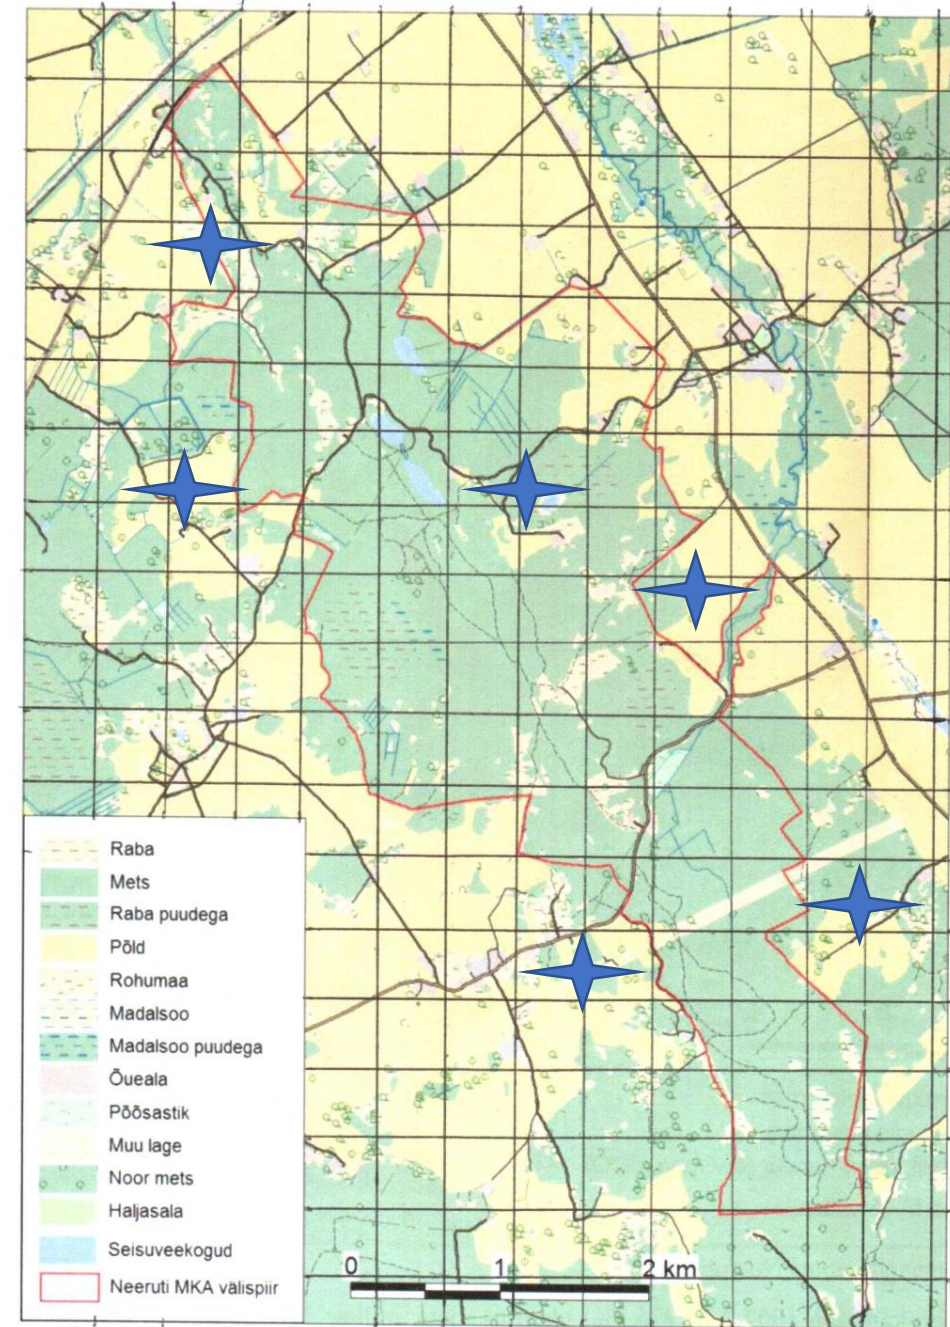 Raba
Mets
Raba puudega
Põld
Rohumaa
Madalsoo
Madalsoo puudega
Õueala
Põõsastik
Muu lage
Noor mets
Haljasala
Seisuveekogud
Neeruti MKA välispiir
0 1 2 km